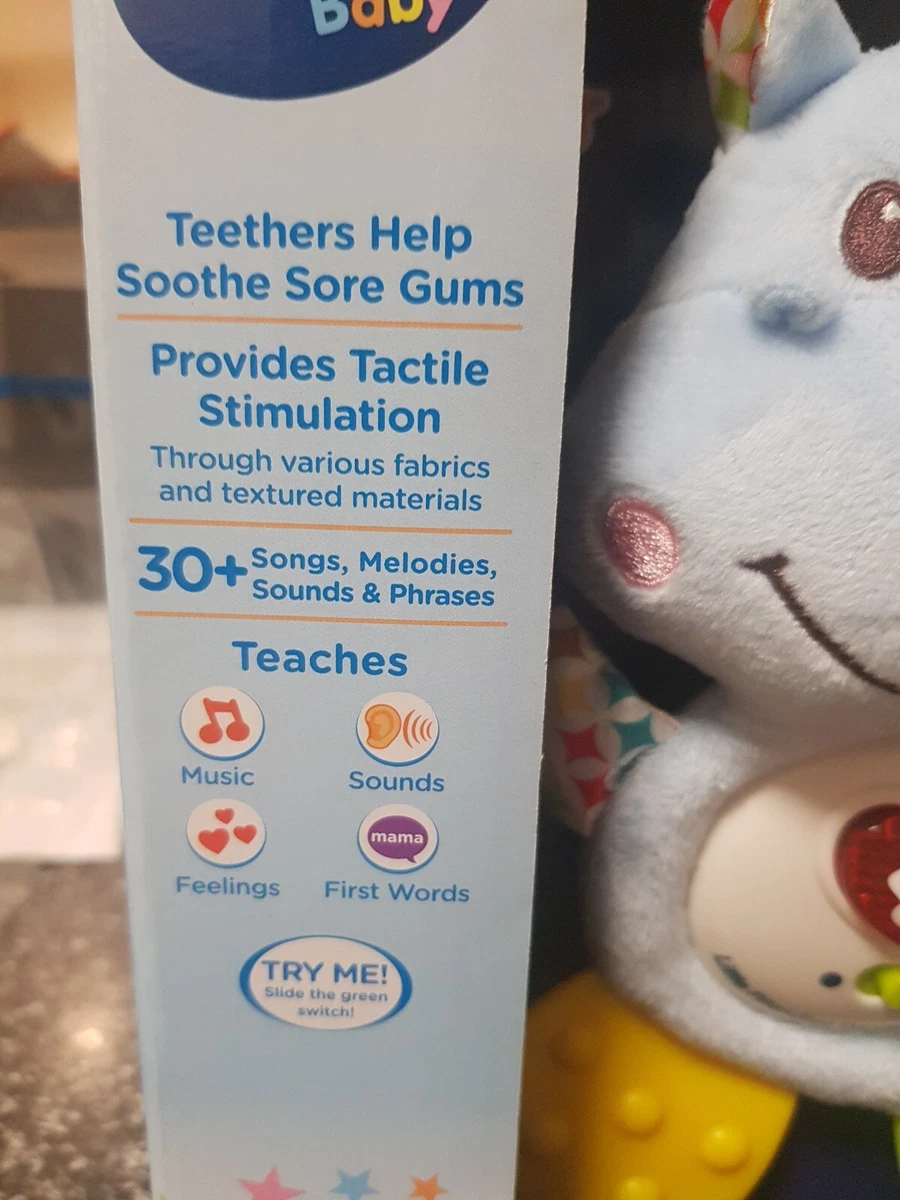 Baby
Teethers Help
Soothe Sore Gums
Provides Tactile
Stimulation
Through various fabrics
and textured materials
30+ Songs, Melodies,
Sounds & Phrases
Teaches
Music
Sounds
mama
Feelings
First Words
TRY ME!
Slide the green
switch!